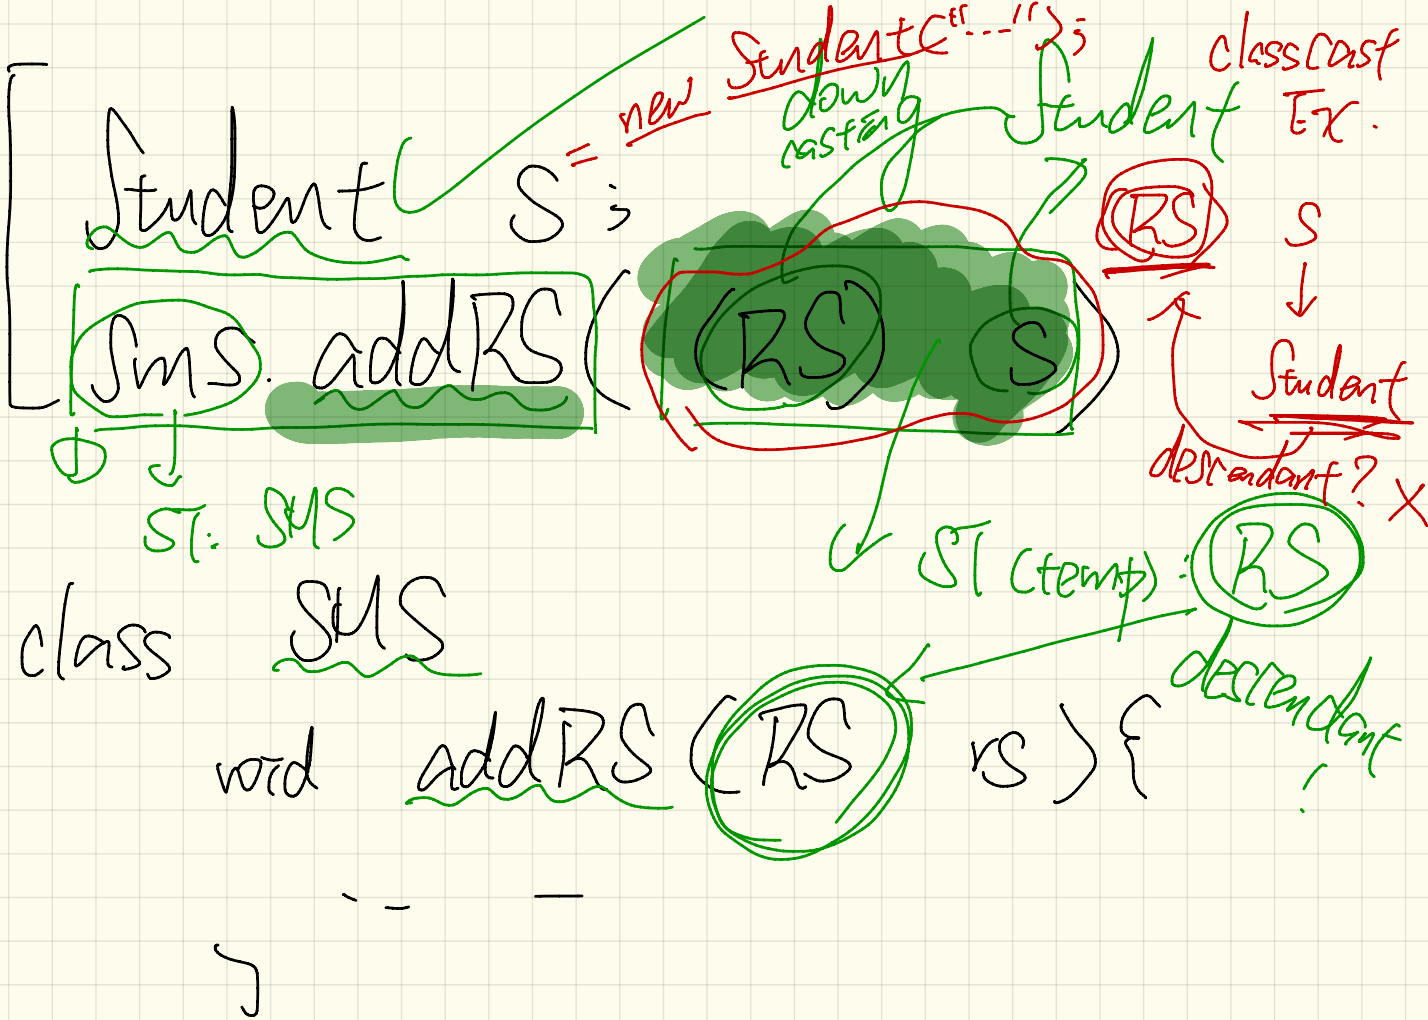 = new Student("...");
class Cast
Ex.
down
casting
Student
Student s;
RS
s
sms.addRS((RS) s)
Student
descendant? X
ST: SMS
ST (temp): RS
descendant!
class SMS
void addRS(RS rs){
}